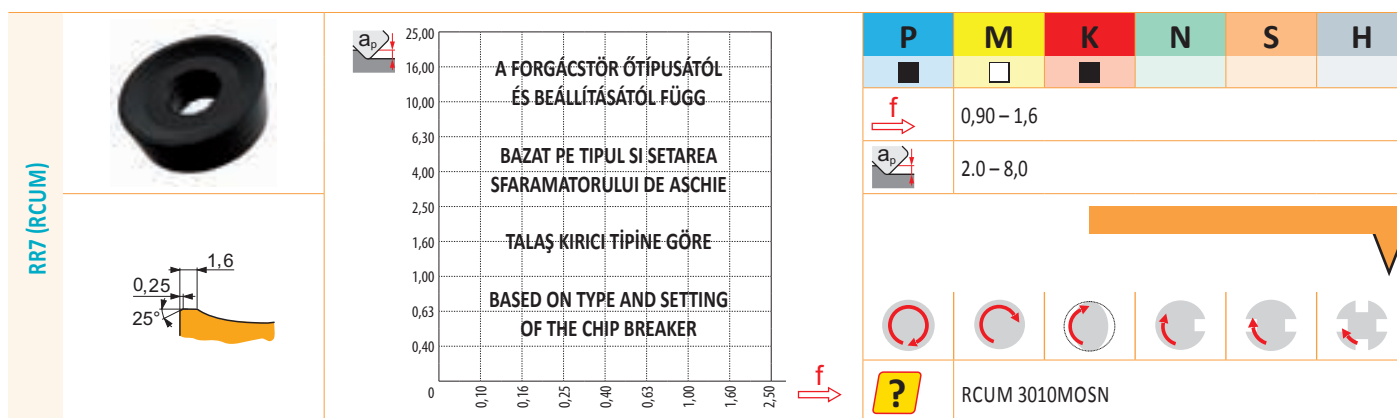 RR7 (RCUM)
1,6
0,25
25°
aₚ
25,00
16,00
10,00
6,30
4,00
2,50
1,60
1,00
0,63
0,40
0
0,10
0,16
0,25
0,40
0,63
1,00
1,60
2,50
f
A FORGÁCSTÖR ŐTÍPUSÁTÓL
ÉS BEÁLLÍTÁSÁTÓL FÜGG
BAZAT PE TIPUL SI SETAREA
SFARAMATORULUI DE ASCHIE
TALAŞ KIRICI TİPINE GÖRE
BASED ON TYPE AND SETTING
OF THE CHIP BREAKER
P M K N S H
f 0,90 – 1,6
aₚ 2.0 – 8,0
? RCUM 3010MOSN